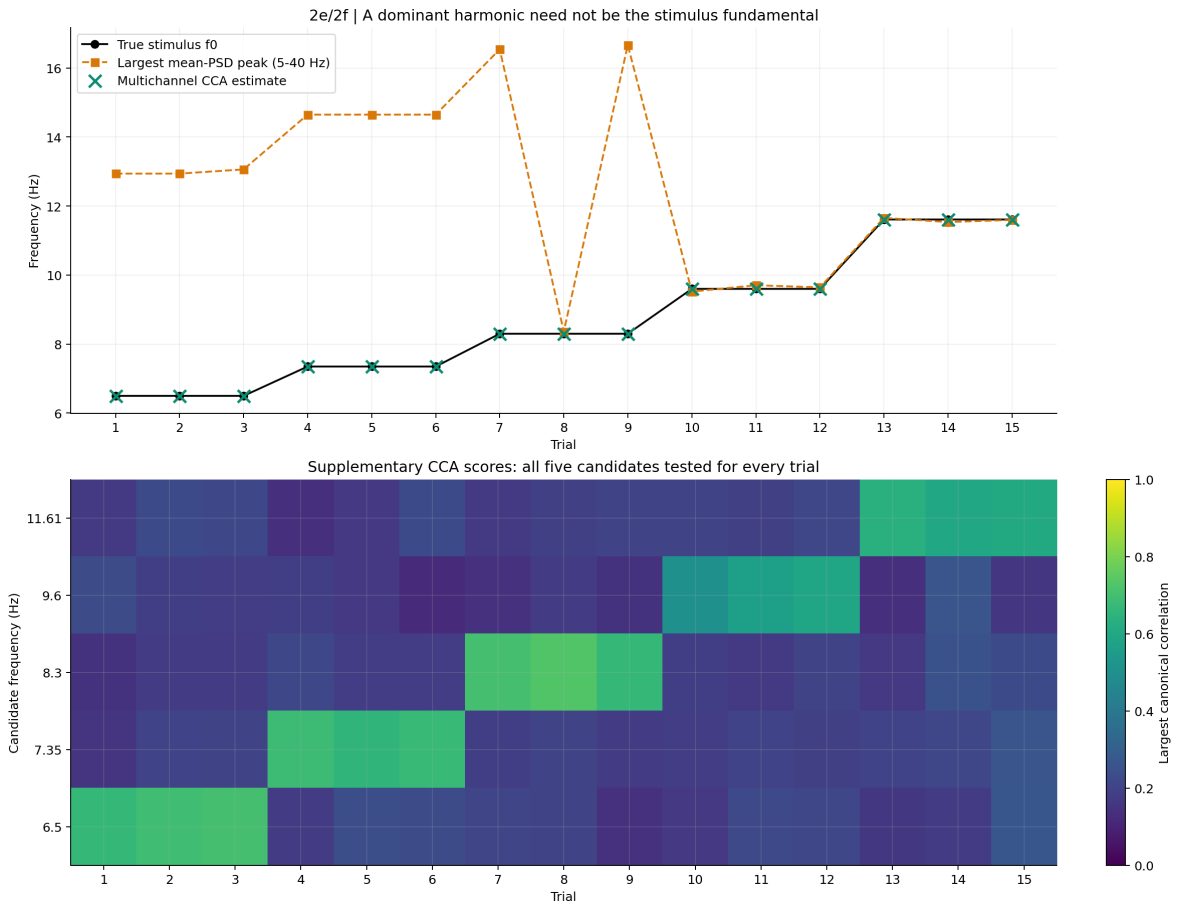 2e/2f | A dominant harmonic need not be the stimulus fundamental
True stimulus f0
Largest mean-PSD peak (5-40 Hz)
Multichannel CCA estimate
Frequency (Hz)
16
14
12
10
8
6
1 2 3 4 5 6 7 8 9 10 11 12 13 14 15
Trial
Supplementary CCA scores: all five candidates tested for every trial
Candidate frequency (Hz)
11.61
9.6
8.3
7.35
6.5
1 2 3 4 5 6 7 8 9 10 11 12 13 14 15
Trial
1.0
0.8
0.6
0.4
0.2
0.0
Largest canonical correlation